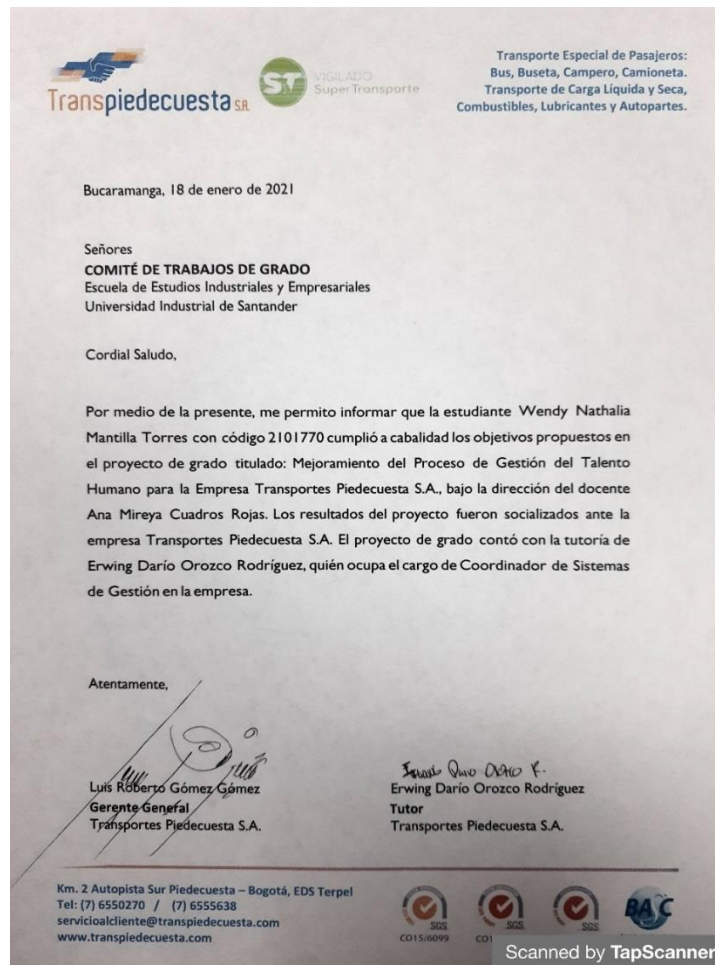 Transpiedecuesta S.A.
ST
VIGILADO
SuperTransporte
Transporte Especial de Pasajeros:
Bus, Buseta, Campero, Camioneta.
Transporte de Carga Líquida y Seca,
Combustibles, Lubricantes y Autopartes.
Bucaramanga, 18 de enero de 2021
Señores
COMITÉ DE TRABAJOS DE GRADO
Escuela de Estudios Industriales y Empresariales
Universidad Industrial de Santander
Cordial Saludo,
Por medio de la presente, me permito informar que la estudiante Wendy Nathalia
Mantilla Torres con código 2101770 cumplió a cabalidad los objetivos propuestos en
el proyecto de grado titulado: Mejoramiento del Proceso de Gestión del Talento
Humano para la Empresa Transportes Piedecuesta S.A., bajo la dirección del docente
Ana Mireya Cuadros Rojas. Los resultados del proyecto fueron socializados ante la
empresa Transportes Piedecuesta S.A. El proyecto de grado contó con la tutoría de
Erwing Darío Orozco Rodríguez, quién ocupa el cargo de Coordinador de Sistemas
de Gestión en la empresa.
Atentamente,
Luis Roberto Gómez Gómez
Gerente General
Transportes Piedecuesta S.A.
Erwing Darío Orozco Rodríguez
Tutor
Transportes Piedecuesta S.A.
Km. 2 Autopista Sur Piedecuesta – Bogotá, EDS Terpel
Tel: (7) 6550270 / (7) 6555638
servicioalcliente@transpiedecuesta.com
www.transpiedecuesta.com
SGS
CO15/6099
SGS
SGS
BASC
Scanned by TapScanner